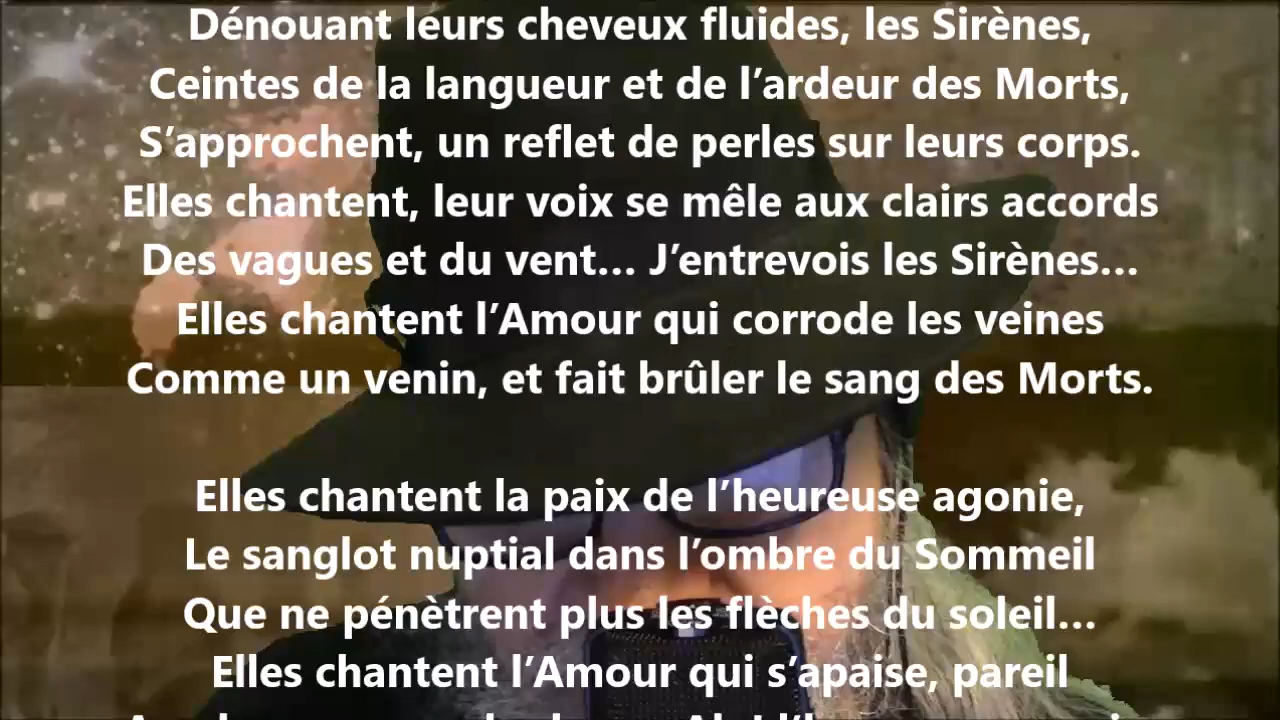 Dénouant leurs cheveux fluides, les Sirènes,
Ceintes de la langueur et de l’ardeur des Morts,
S’approchent, un reflet de perles sur leurs corps.
Elles chantent, leur voix se mêle aux clairs accords
Des vagues et du vent… J’entrevois les Sirènes…
Elles chantent l’Amour qui corrode les veines
Comme un venin, et fait brûler le sang des Morts.
Elles chantent la paix de l’heureuse agonie,
Le sanglot nuptial dans l’ombre du Sommeil
Que ne pénètrent plus les flèches du soleil…
Elles chantent l’Amour qui s’apaise, pareil